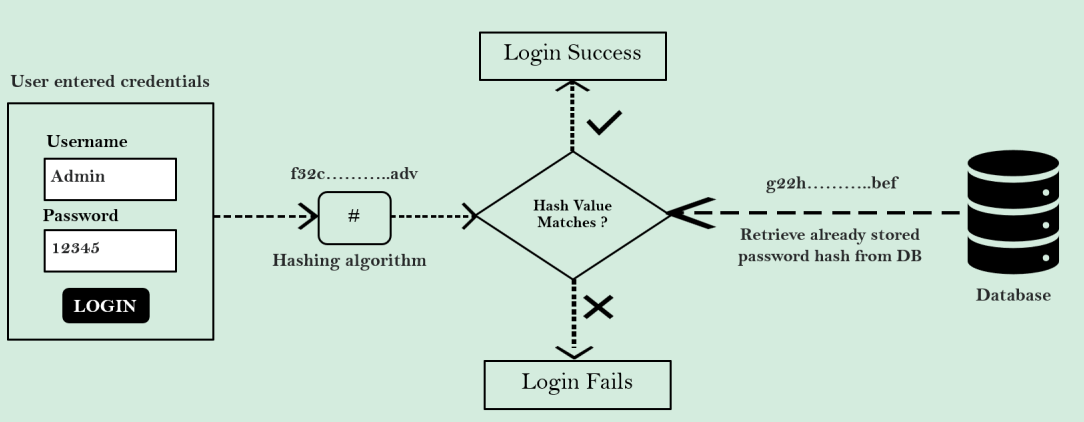 Login Success
User entered credentials
Username
Admin
Password
12345
LOGIN
f32c...........adv
#
Hashing algorithm
Hash Value
Matches ?
g22h...........bef
Retrieve already stored
password hash from DB
Database
Login Fails